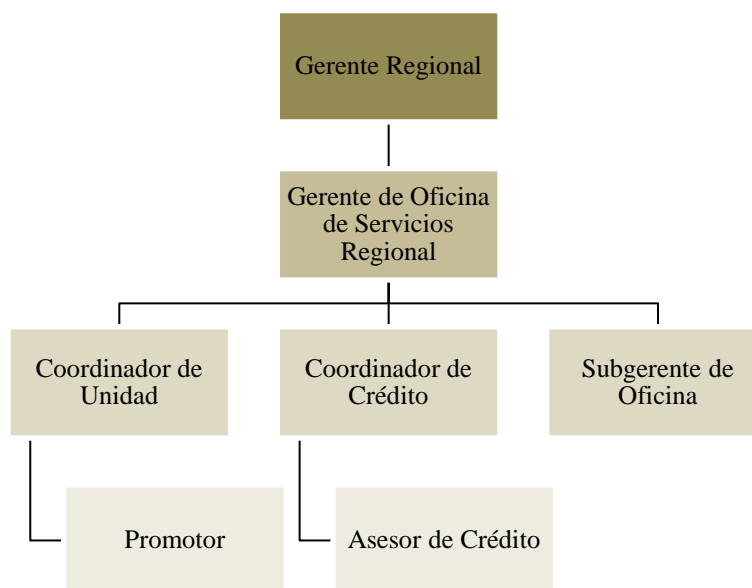 Gerente Regional
Gerente de Oficina
de Servicios
Regional
Coordinador de
Unidad
Coordinador de
Crédito
Subgerente de
Oficina
Promotor
Asesor de Crédito